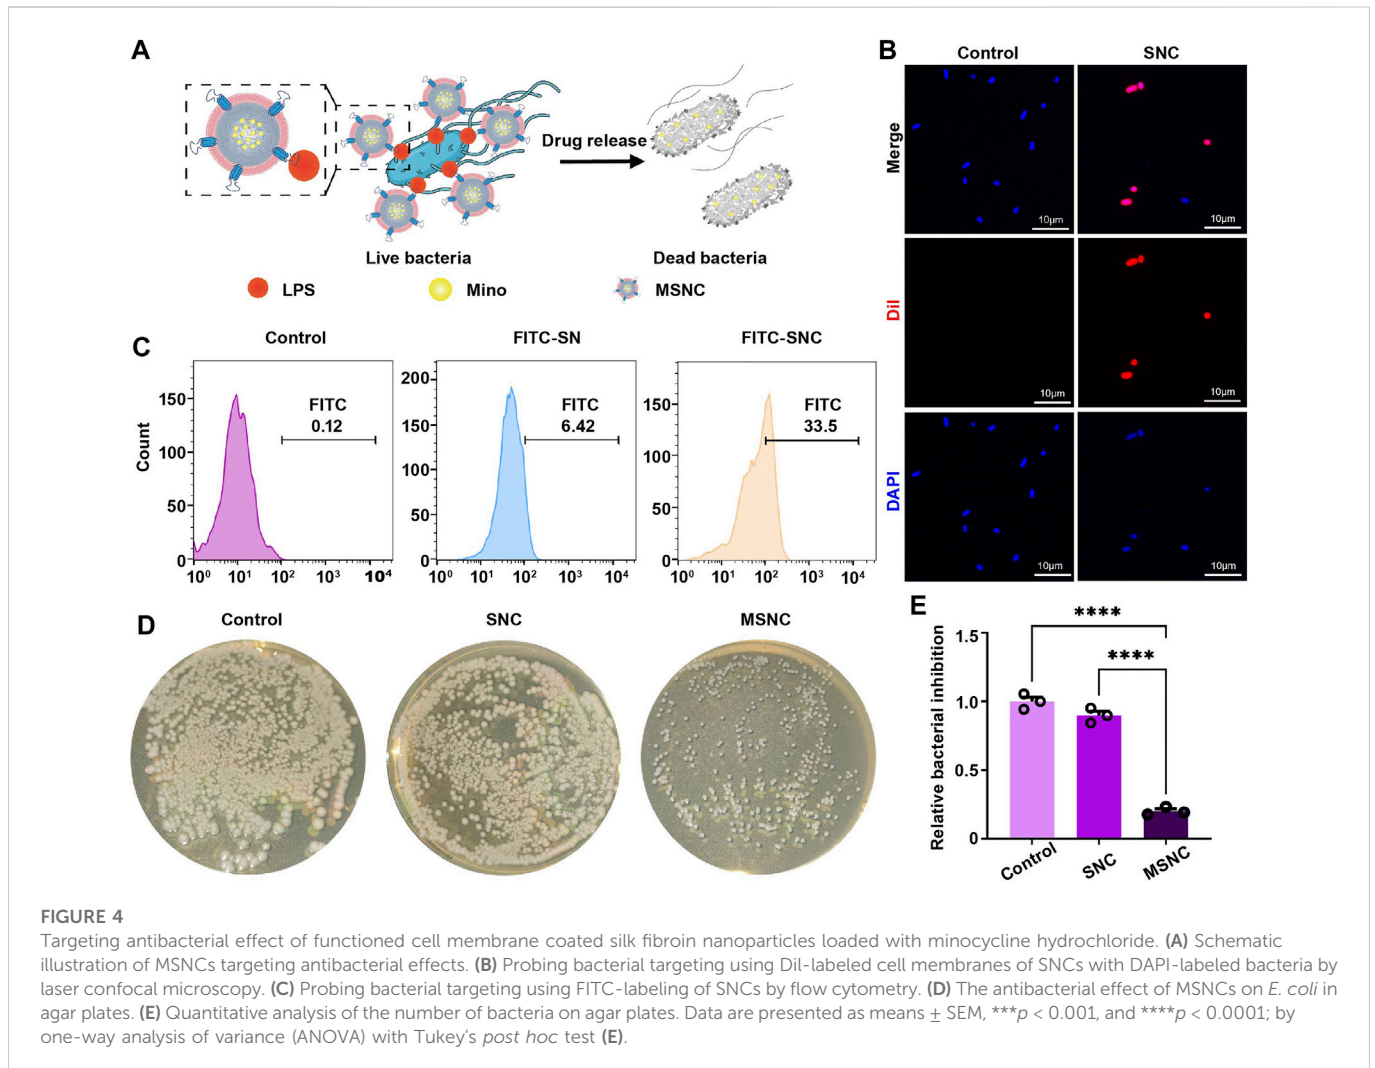 A
Drug release
Live bacteria
Dead bacteria
LPS
Mino
MSNC
B
Control
SNC
Merge
10μm
10μm
DiI
10μm
10μm
DAPI
10μm
10μm
C
Control
FITC-SN
FITC-SNC
Count
150
100
50
0
10⁰
10¹
10²
10³
10⁴
FITC
0.12
200
150
100
50
0
10⁰
10¹
10²
10³
10⁴
FITC
6.42
150
100
50
0
10⁰
10¹
10²
10³
10⁴
FITC
33.5
D
Control
SNC
MSNC
E
****
****
Relative bacterial inhibition
1.5
1.0
0.5
0
Control
SNC
MSNC
FIGURE 4
Targeting antibacterial effect of functioned cell membrane coated silk fibroin nanoparticles loaded with minocycline hydrochloride. (A) Schematic
illustration of MSNCs targeting antibacterial effects. (B) Probing bacterial targeting using DiI-labeled cell membranes of SNCs with DAPI-labeled bacteria by
laser confocal microscopy. (C) Probing bacterial targeting using FITC-labeling of SNCs by flow cytometry. (D) The antibacterial effect of MSNCs on E. coli in
agar plates. (E) Quantitative analysis of the number of bacteria on agar plates. Data are presented as means ± SEM, ***p < 0.001, and ****p < 0.0001; by
one-way analysis of variance (ANOVA) with Tukey's post hoc test (E).